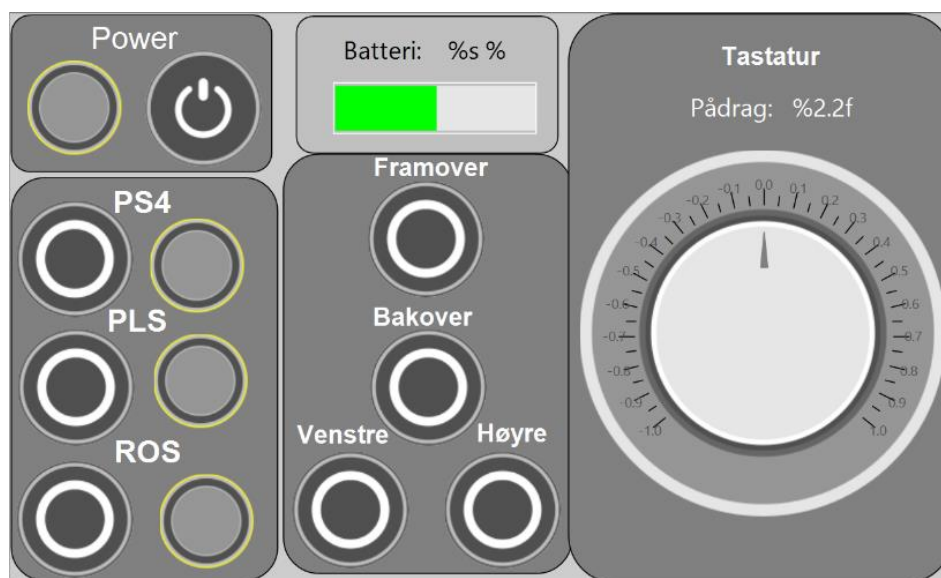 Power
Batteri: %s %
Tastatur
Pådrag: %2.2f
PS4
PLS
ROS
Framover
Bakover
Venstre Høyre
-1.0 -0.9 -0.8 -0.7 -0.6 -0.5 -0.4 -0.3 -0.2 -0.1 0.0 0.1 0.2 0.3 0.4 0.5 0.6 0.7 0.8 0.9 1.0